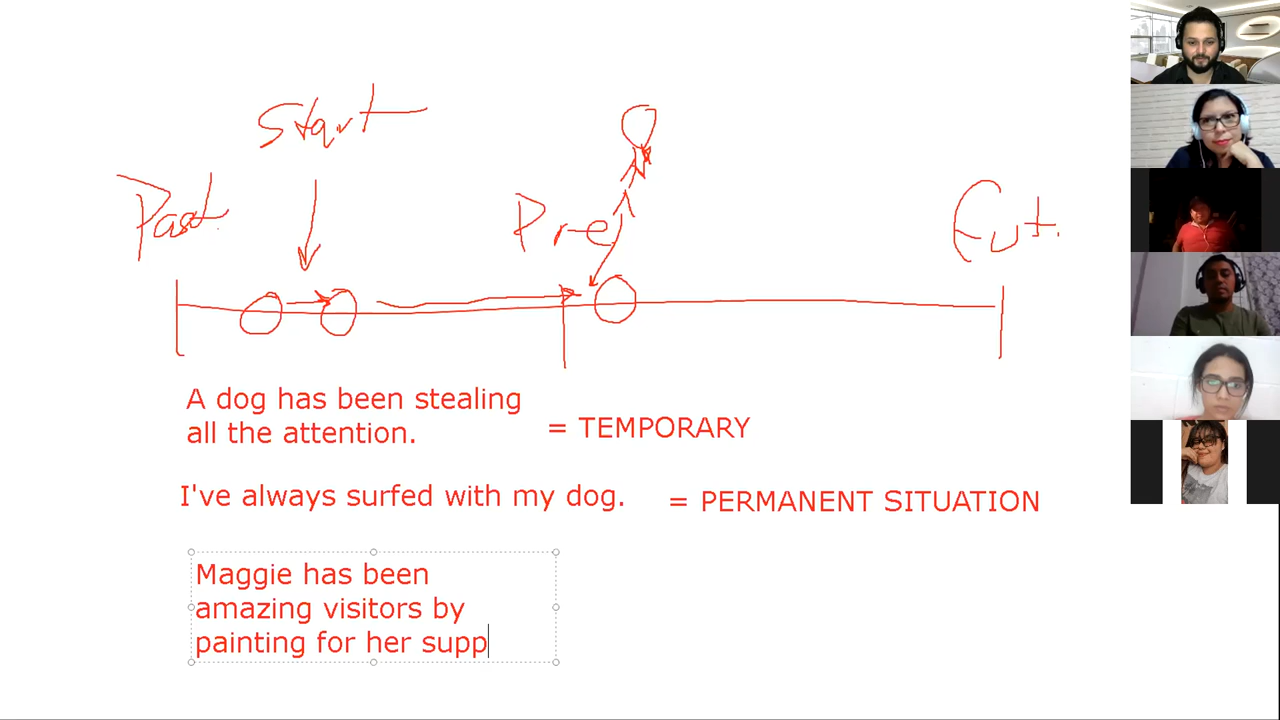 Start
Past
Pre
Fut.
A dog has been stealing
all the attention.
= TEMPORARY
I've always surfed with my dog.
= PERMANENT SITUATION
Maggie has been
amazing visitors by
painting for her supp